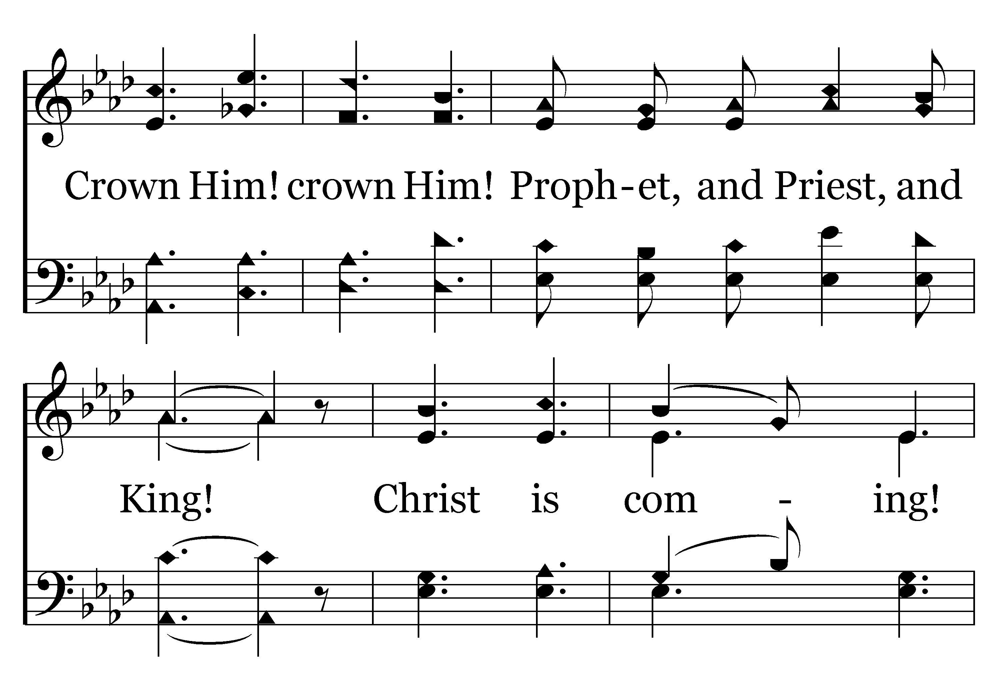 Crown Him! crown Him! Proph-et, and Priest, and
King! Christ is com - ing!